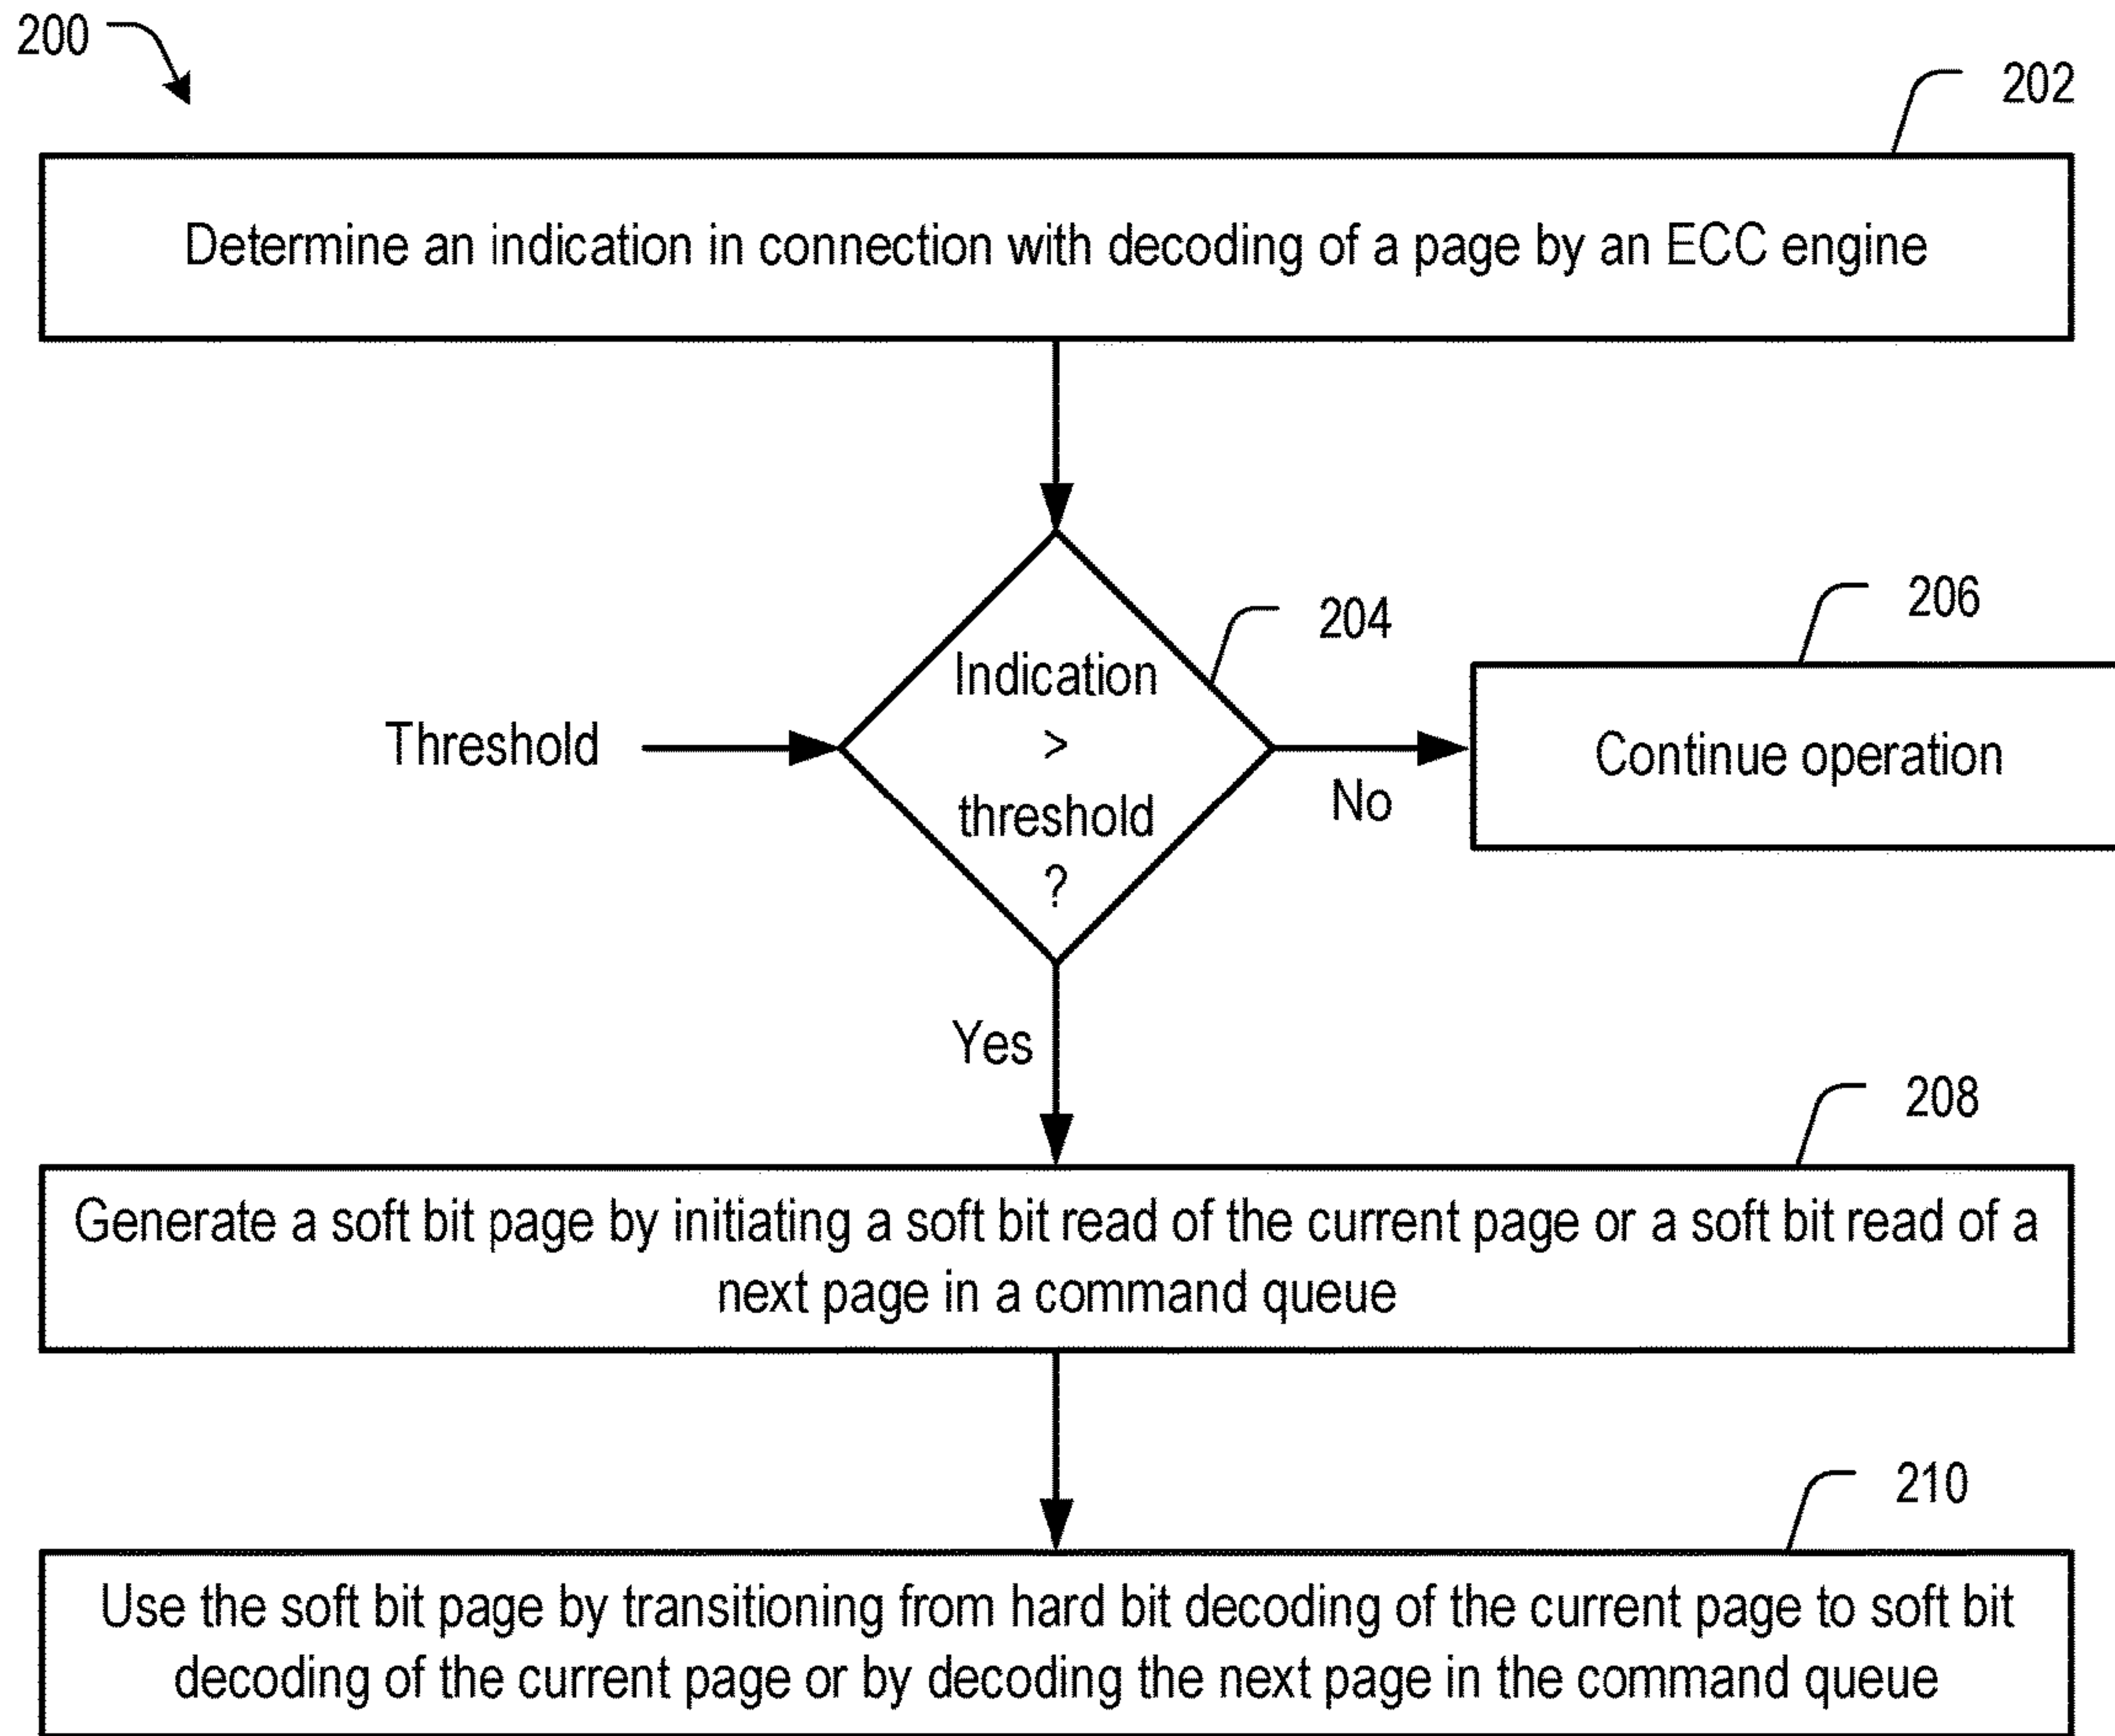 200
202
Determine an indication in connection with decoding of a page by an ECC engine
204
206
Indication
>
threshold
?
Threshold
No
Continue operation
Yes
208
Generate a soft bit page by initiating a soft bit read of the current page or a soft bit read of a
next page in a command queue
210
Use the soft bit page by transitioning from hard bit decoding of the current page to soft bit
decoding of the current page or by decoding the next page in the command queue